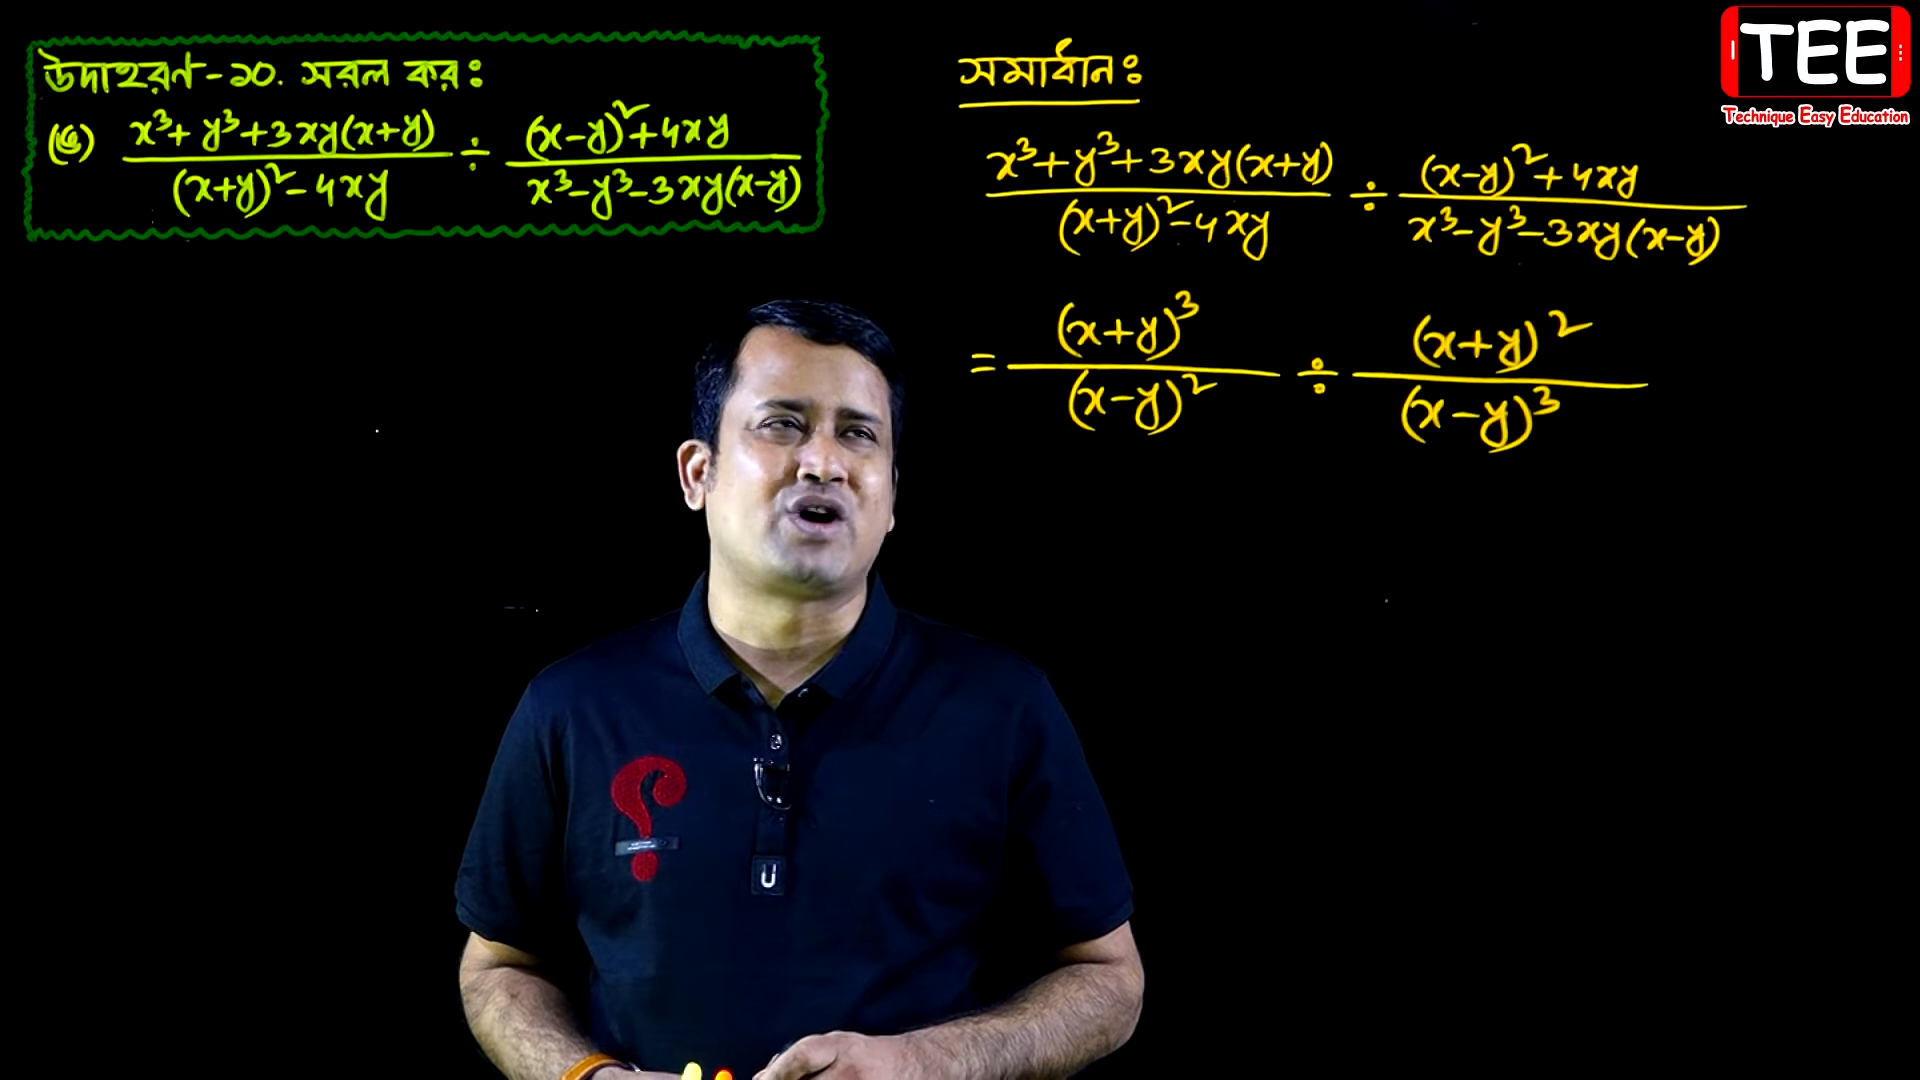 উদাহরণ-১০. সরল কর:
(ঙ) x³+y³+3xy(x+y) / (x+y)²-4xy ÷ (x-y)²+4xy / x³-y³-3xy(x-y)
সমাধান:
x³+y³+3xy(x+y) / (x+y)²-4xy ÷ (x-y)²+4xy / x³-y³-3xy(x-y)
= (x+y)³ / (x-y)² ÷ (x+y)² / (x-y)³
TEE
Technique Easy Education
U